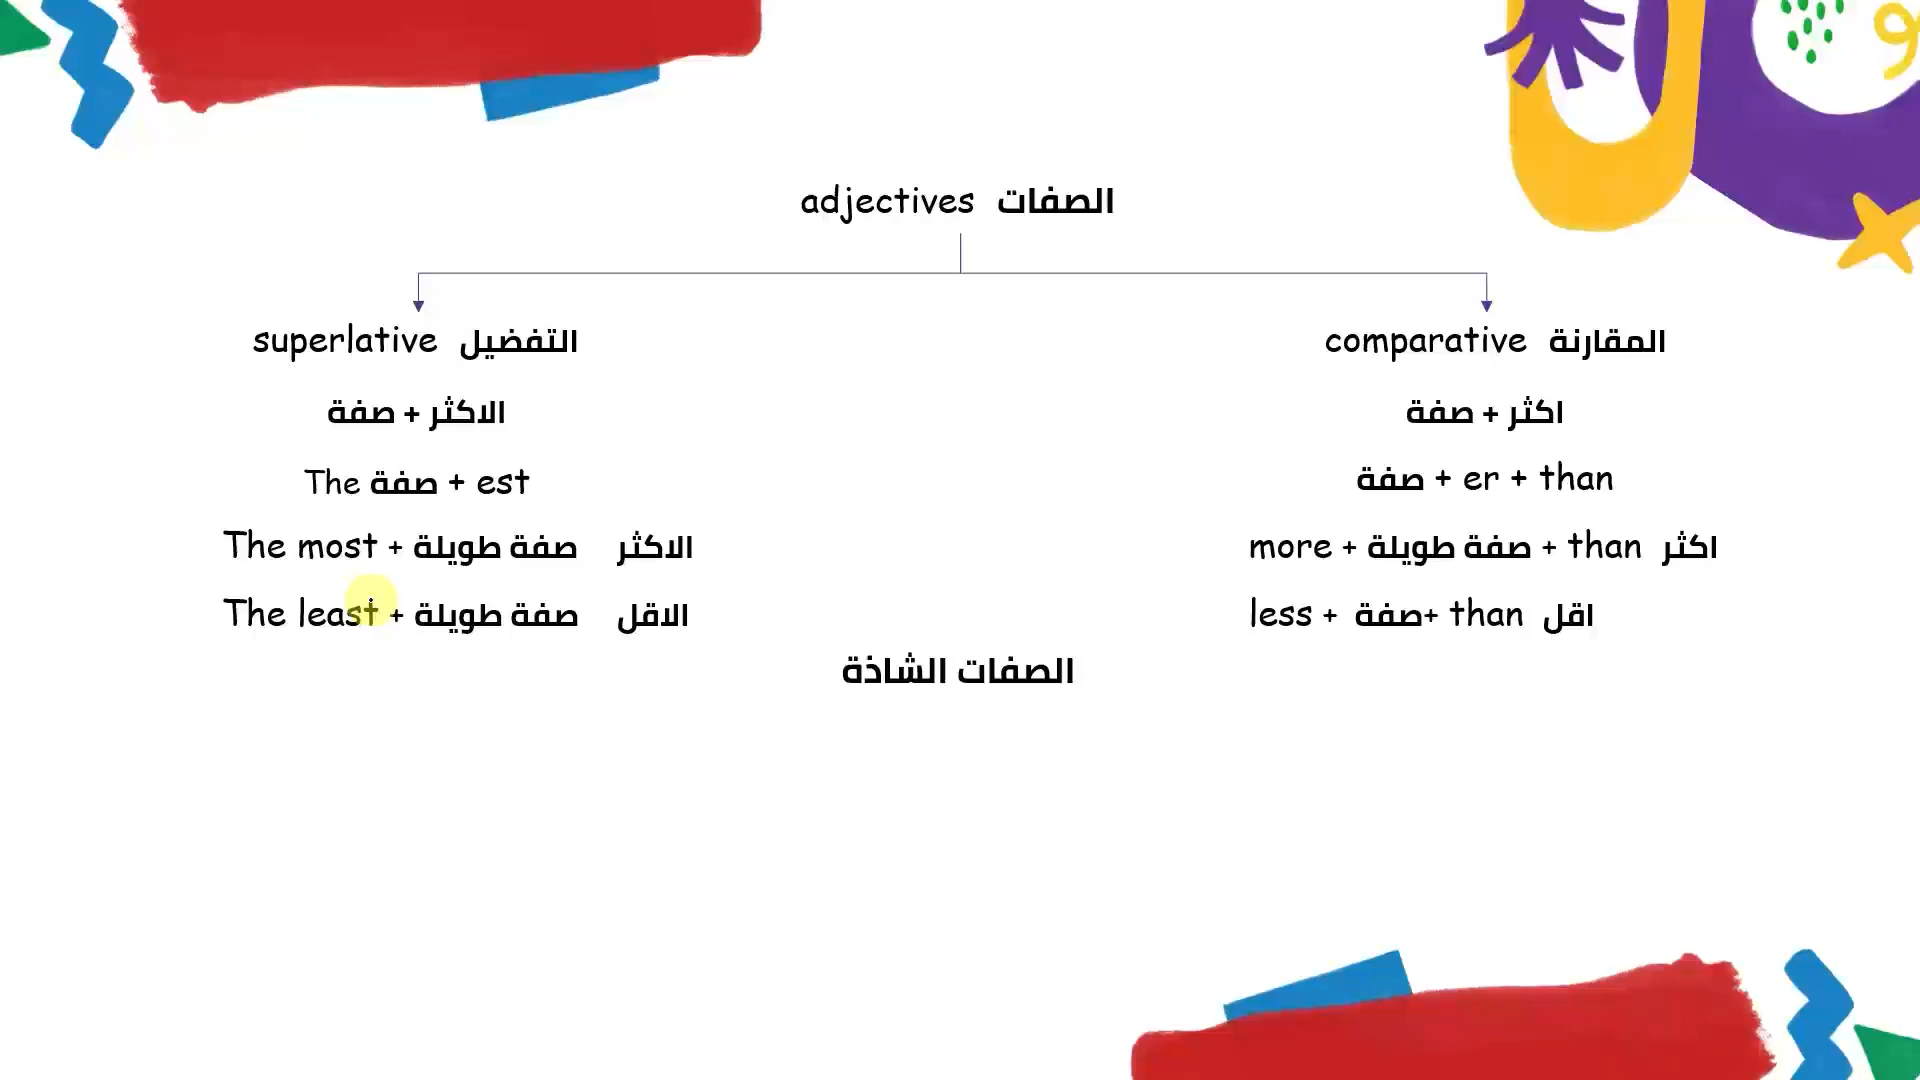 adjectives الصفات
superlative التفضيل
comparative المقارنة
الاكثر + صفة
اكثر + صفة
The صفة + est
صفة + er + than
The most + صفة طويلة الاكثر
more + صفة طويلة + than اكثر
The least + صفة طويلة الاقل
less + صفة+ than اقل
الصفات الشاذة